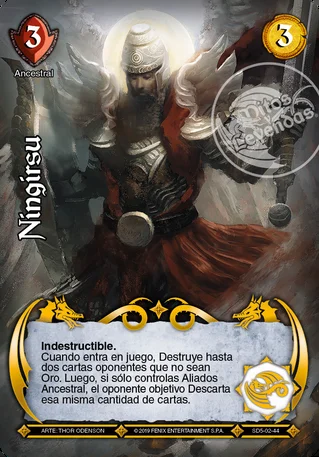 3
3
Ancestral
Mitos
y
Leyendas
Ningirsu
Indestructible.
Cuando entra en juego, Destruye hasta
dos cartas oponentes que no sean
Oro. Luego, si sólo controlas Aliados
Ancestral, el oponente objetivo Descarta
esa misma cantidad de cartas.
ARTE: THOR ODENSON
©2019 FENIX ENTERTAINMENT S.P.A.
SD5-02-44